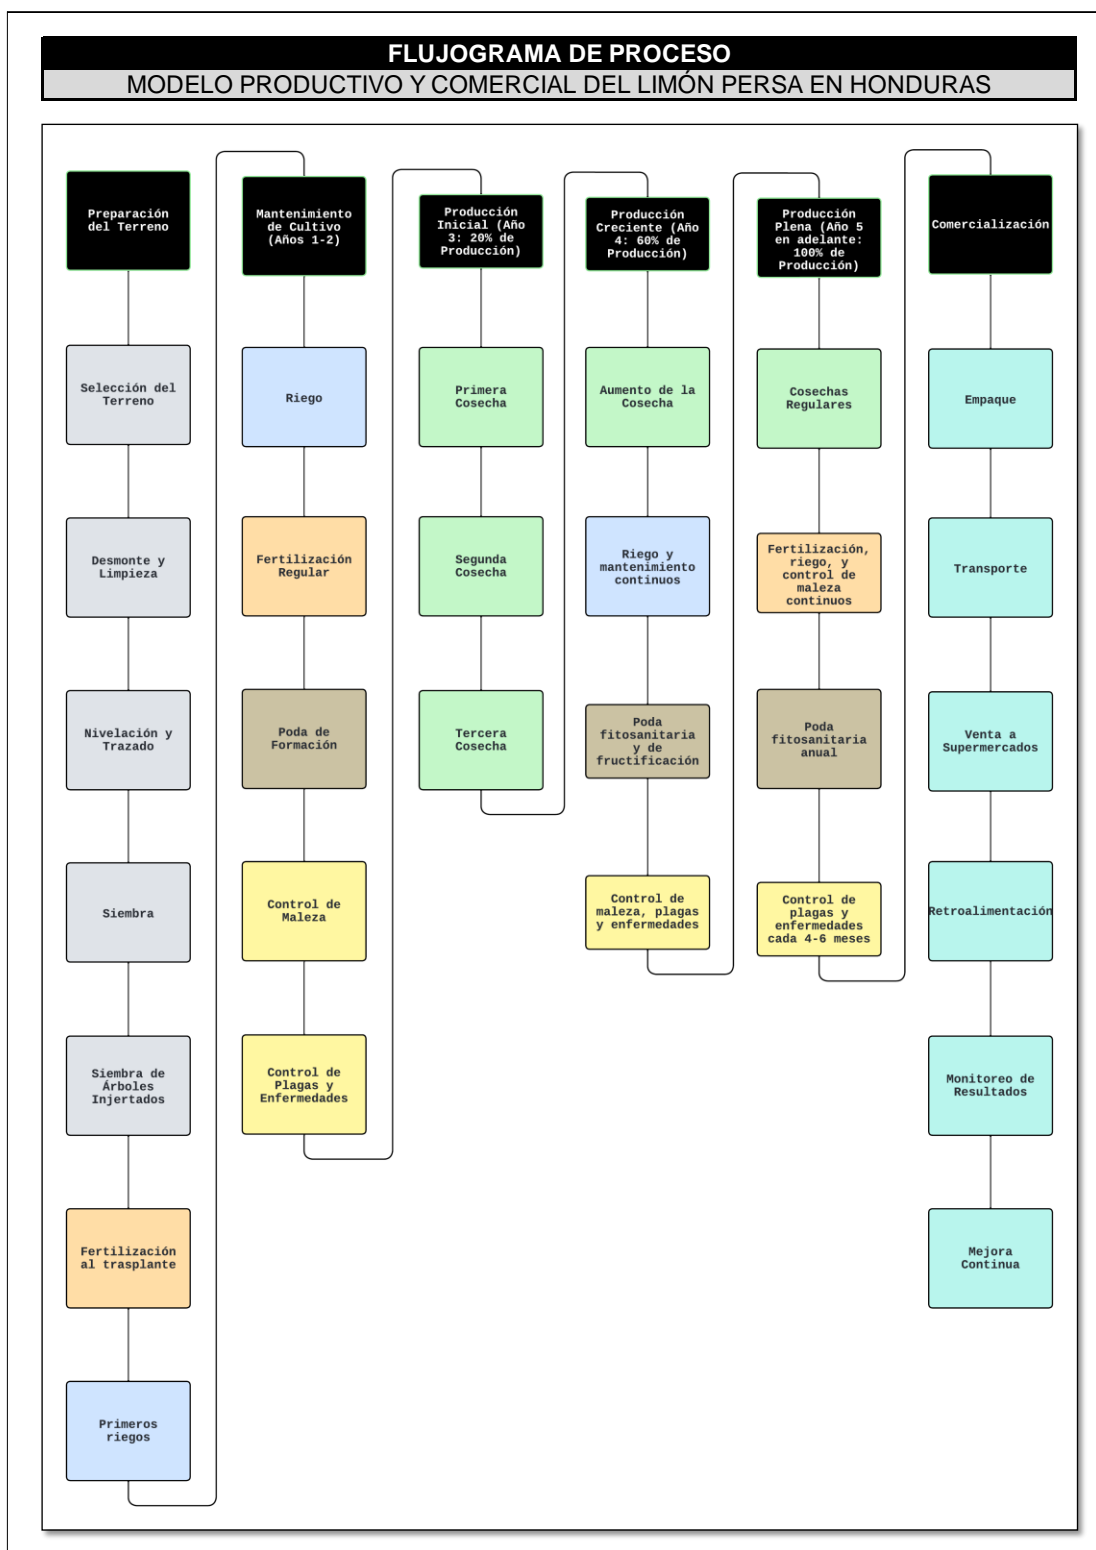 FLUJOGRAMA DE PROCESO
MODELO PRODUCTIVO Y COMERCIAL DEL LIMÓN PERSA EN HONDURAS
Preparación
del Terreno
Selección del
Terreno
Desmonte y
Limpieza
Nivelación y
Trazado
Siembra
Siembra de
Árboles
Injertados
Fertilización
al trasplante
Primeros
riegos
Mantenimiento
de Cultivo
(Años 1-2)
Riego
Fertilización
Regular
Poda de
Formación
Control de
Maleza
Control de
Plagas y
Enfermedades
Producción
Inicial (Año
3: 20% de
Producción)
Primera
Cosecha
Segunda
Cosecha
Tercera
Cosecha
Producción
Creciente (Año
4: 60% de
Producción)
Aumento de la
Cosecha
Riego y
mantenimiento
continuos
Poda
fitosanitaria
y de
fructificación
Control de
maleza, plagas
y enfermedades
Producción
Plena (Año 5
en adelante:
100% de
Producción)
Cosechas
Regulares
Fertilización,
riego, y
control de
maleza
continuos
Poda
fitosanitaria
anual
Control de
plagas y
enfermedades
cada 4-6 meses
Comercialización
Empaque
Transporte
Venta a
Supermercados
Retroalimentación
Monitoreo de
Resultados
Mejora
Continua